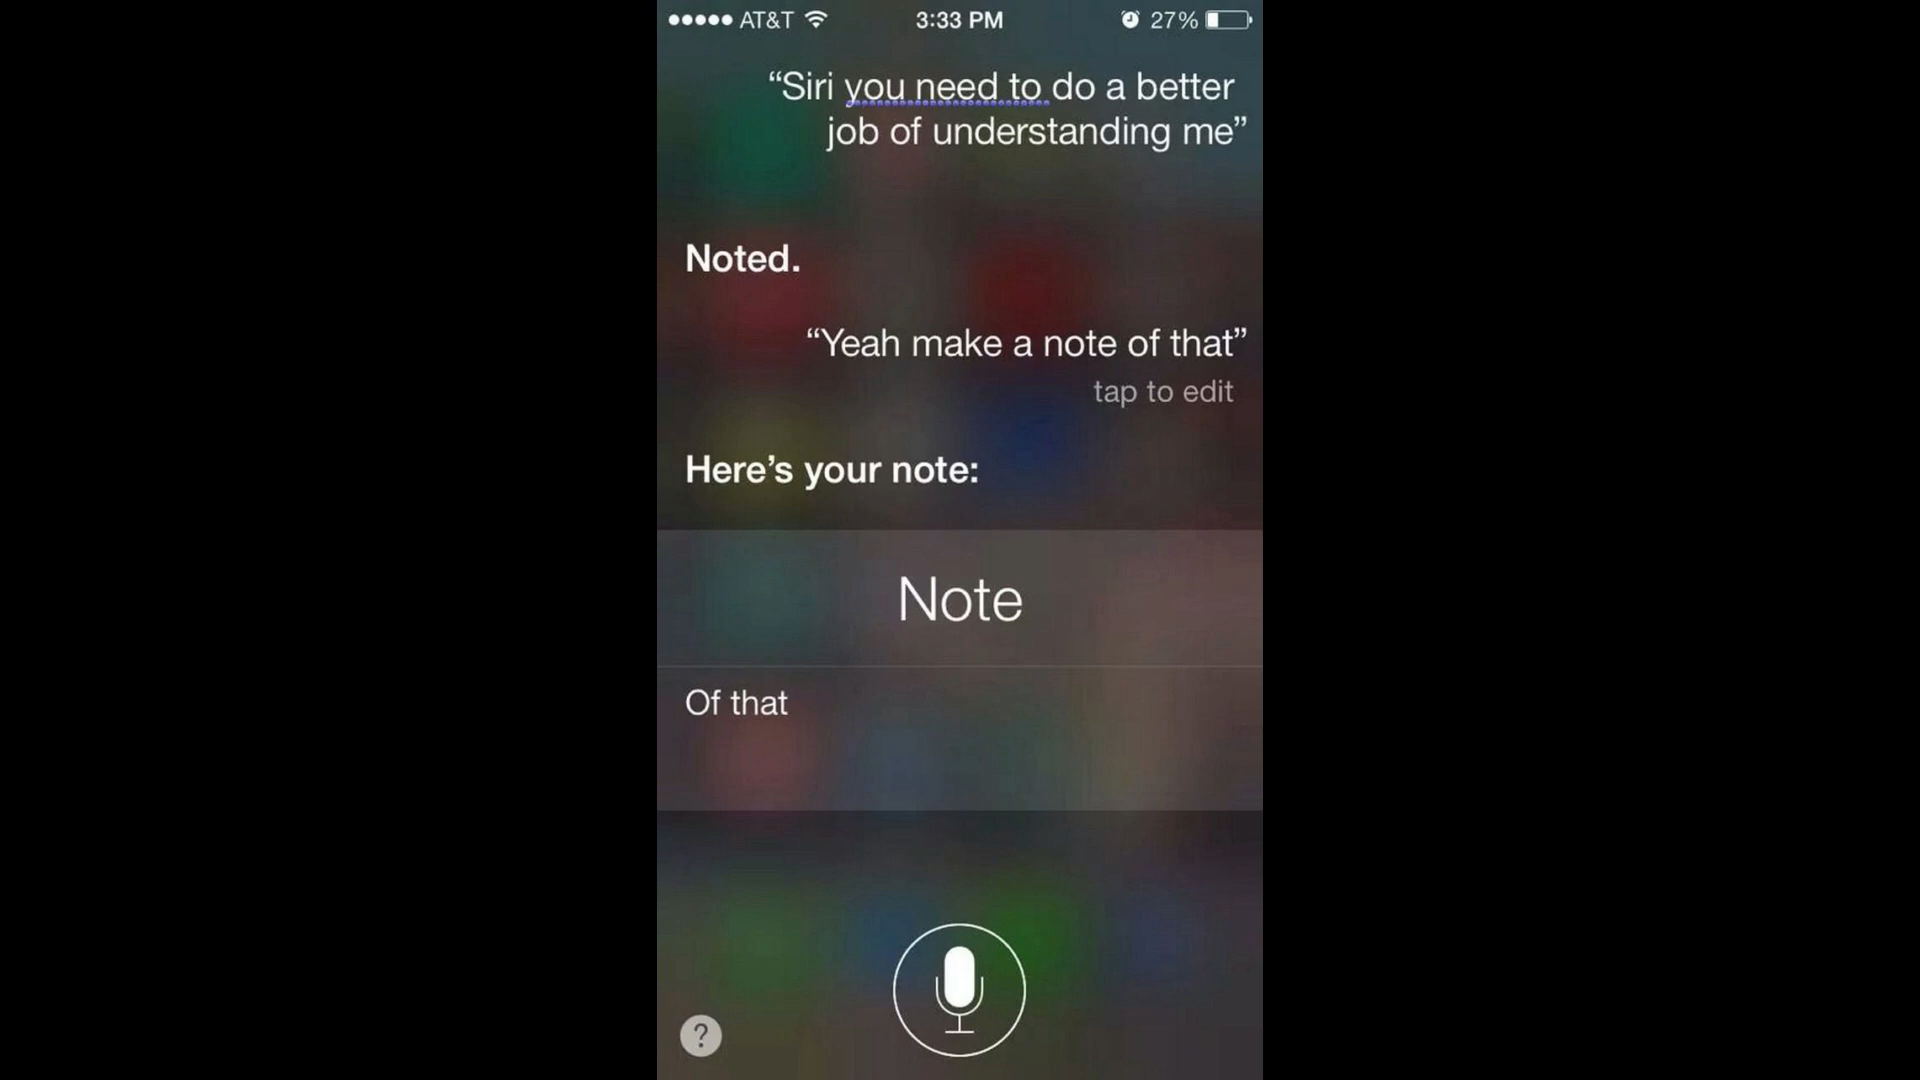 AT&T 3:33 PM 27%
“Siri you need to do a better
job of understanding me”
Noted.
“Yeah make a note of that”
tap to edit
Here’s your note:
Note
Of that
?